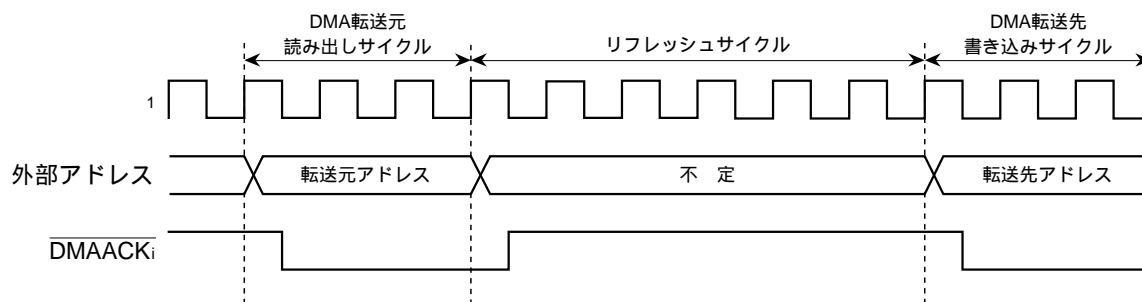 DMA転送元
読み出しサイクル
リフレッシュサイクル
DMA転送先
書き込みサイクル
1
外部アドレス
転送元アドレス
不 定
転送先アドレス
DMAACKi